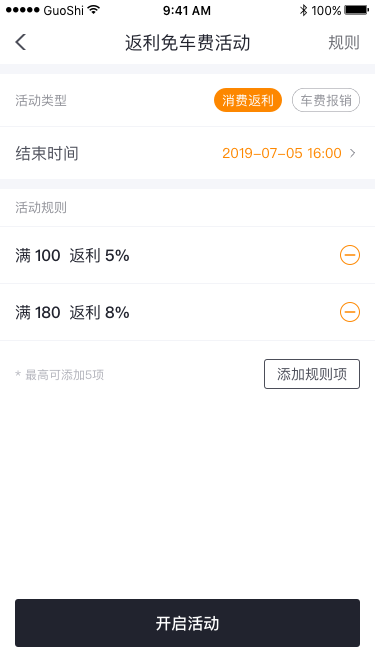 GuoShi 9:41 AM 100%
返利免车费活动 规则
活动类型 消费返利 车费报销
结束时间 2019-07-05 16:00
活动规则
满 100 返利 5%
满 180 返利 8%
* 最高可添加5项 添加规则项
开启活动